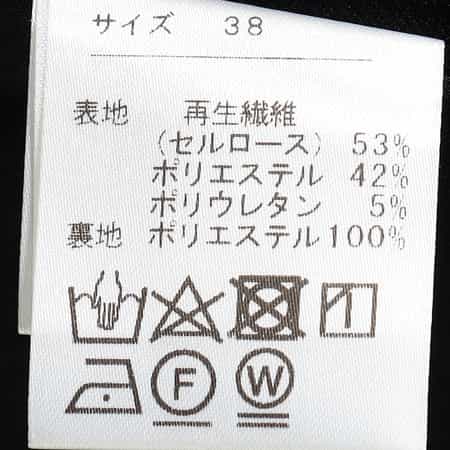 サイズ 38
表地 再生繊維
(セルロース) 53%
ポリエステル 42%
ポリウレタン 5%
裏地 ポリエステル100%
F W